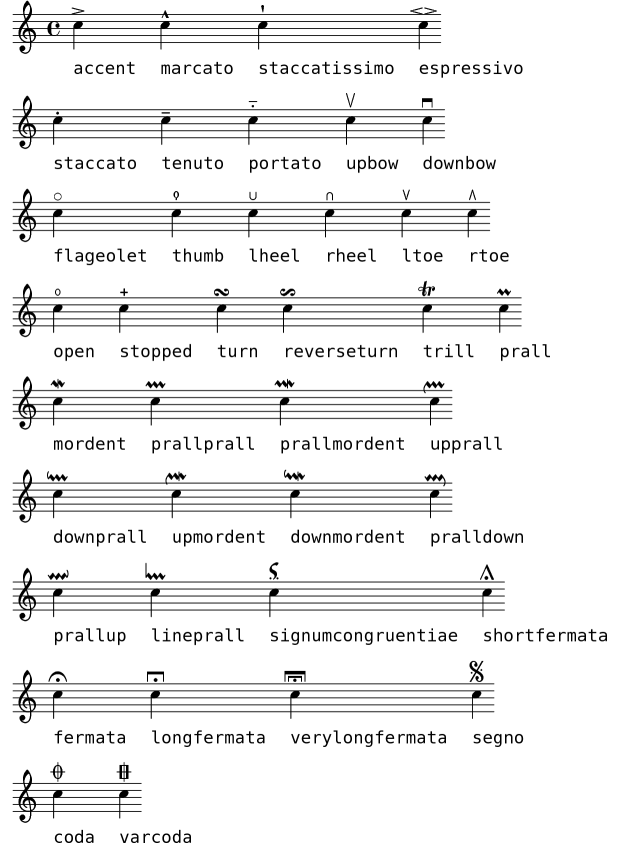 accent marcato staccatissimo espressivo
staccato tenuto portato upbow downbow
flageolet thumb lheel rheel ltoe rtoe
open stopped turn reverseturn trill prall
mordent prallprall prallmordent upprall
downprall upmordent downmordent pralldown
prallup lineprall signumcongruentiae shortfermata
fermata longfermata verylongfermata segno
coda varcoda